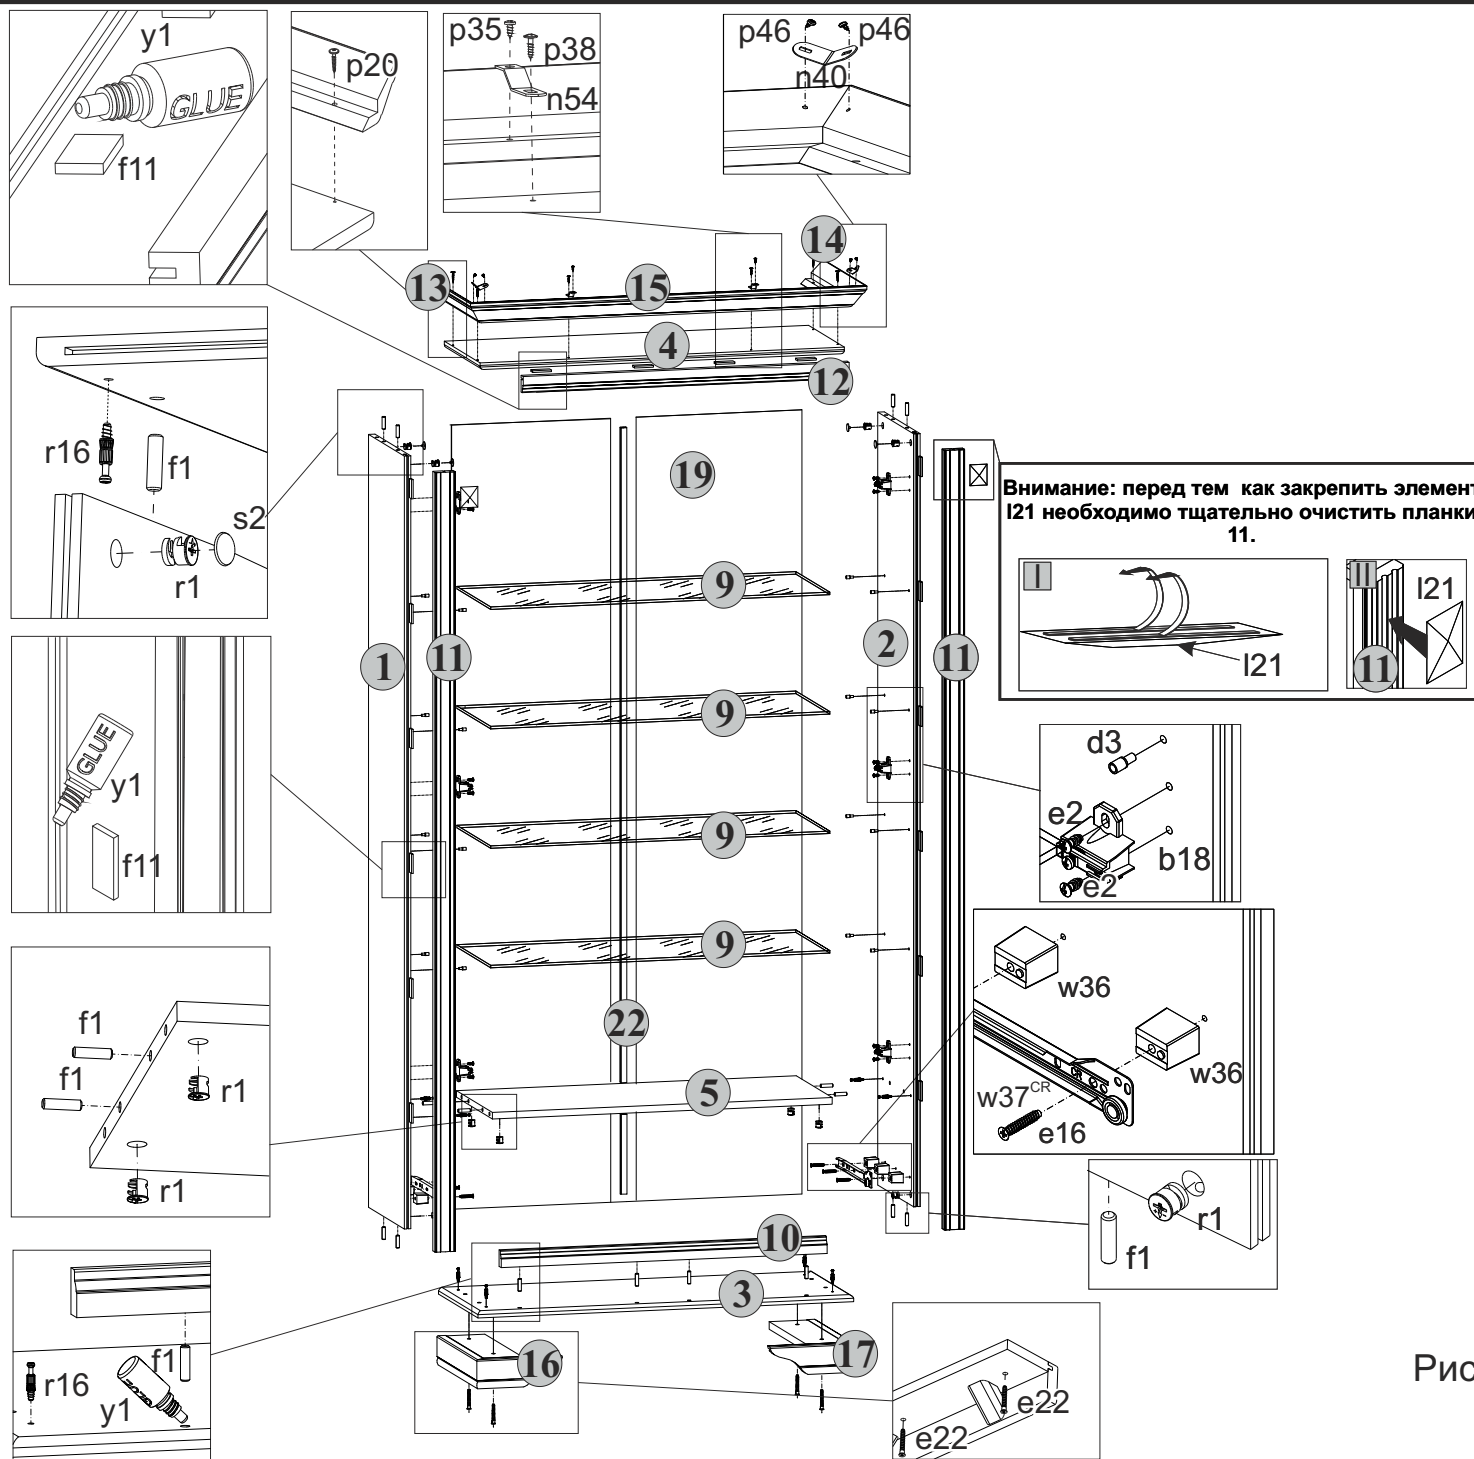 y1
GLUE
f11
p20
p35
p38
n54
p46
p46
n40
14
13
15
4
12
r16
f1
s2
r1
19
Внимание: перед тем как закрепить элемент
l21 необходимо тщательно очистить планки
11.
I
l21
II
l21
11
9
1
11
2
11
9
GLUE
y1
f11
9
d3
e2
b18
e2
9
w36
w36
w37CR
e16
22
5
f1
f1
r1
r1
r1
f1
10
3
16
17
r16
f1
y1
e22
e22
Рис